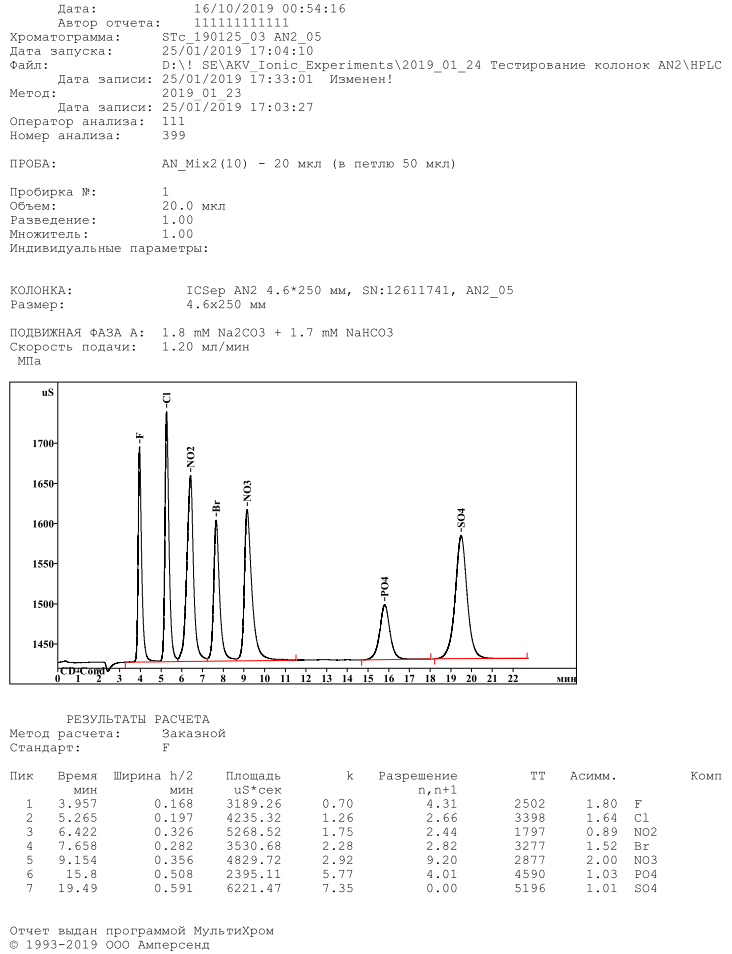 Дата: 16/10/2019 00:54:16
Автор отчета: 111111111111
Хроматограмма: STc_190125_03 AN2_05
Дата запуска: 25/01/2019 17:04:10
Файл: D:\! SE\AKV_Ionic_Experiments\2019_01_24 Тестирование колонок AN2\HPLC
Дата записи: 25/01/2019 17:33:01 Изменен!
Метод: 2019_01_23
Дата записи: 25/01/2019 17:03:27
Оператор анализа: 111
Номер анализа: 399
ПРОБА: AN_Mix2(10) - 20 мкл (в петлю 50 мкл)
Пробирка №: 1
Объем: 20.0 мкл
Разведение: 1.00
Множитель: 1.00
Индивидуальные параметры:
КОЛОНКА: ICSep AN2 4.6*250 мм, SN:12611741, AN2_05
Размер: 4.6x250 мм
ПОДВИЖНАЯ ФАЗА А: 1.8 mM Na2CO3 + 1.7 mM NaHCO3
Скорость подачи: 1.20 мл/мин
МПа
uS
1700
1650
1600
1550
1500
1450
F
Cl
NO2
Br
NO3
PO4
SO4
CD-Cond
0 1 2 3 4 5 6 7 8 9 10 11 12 13 14 15 16 17 18 19 20 21 22 мин
РЕЗУЛЬТАТЫ РАСЧЕТА
Метод расчета: Заказной
Стандарт: F
Пик Время Ширина h/2 Площадь k Разрешение ТТ Асимм. Комп
мин мин uS*сек n,n+1
1 3.957 0.168 3189.26 0.70 4.31 2502 1.80 F
2 5.265 0.197 4235.32 1.26 2.66 3398 1.64 Cl
3 6.422 0.326 5268.52 1.75 2.44 1797 0.89 NO2
4 7.658 0.282 3530.68 2.28 2.82 3277 1.52 Br
5 9.154 0.356 4829.72 2.92 9.20 2877 2.00 NO3
6 15.8 0.508 2395.11 5.77 4.01 4590 1.03 PO4
7 19.49 0.591 6221.47 7.35 0.00 5196 1.01 SO4
Отчет выдан программой МультиХром
© 1993-2019 ООО Амперсенд